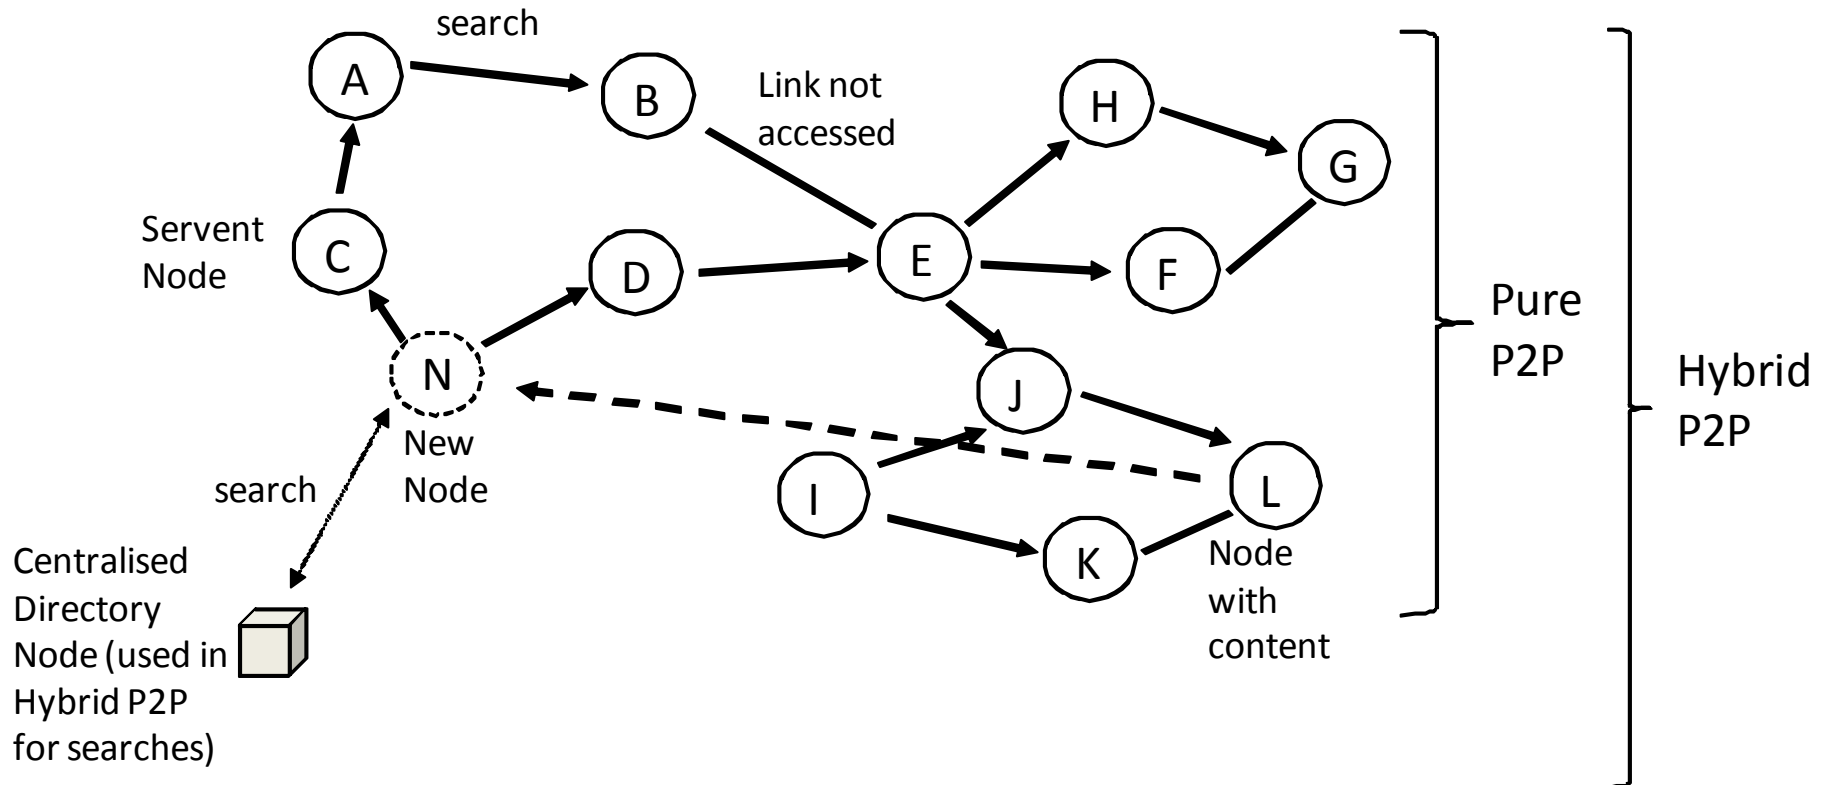 search
A
B
Link not
accessed
H
G
Servent
Node
C
D
E
F
Pure
P2P
Hybrid
P2P
N
New
Node
J
search
I
L
K
Node
with
content
Centralised
Directory
Node (used in
Hybrid P2P
for searches)